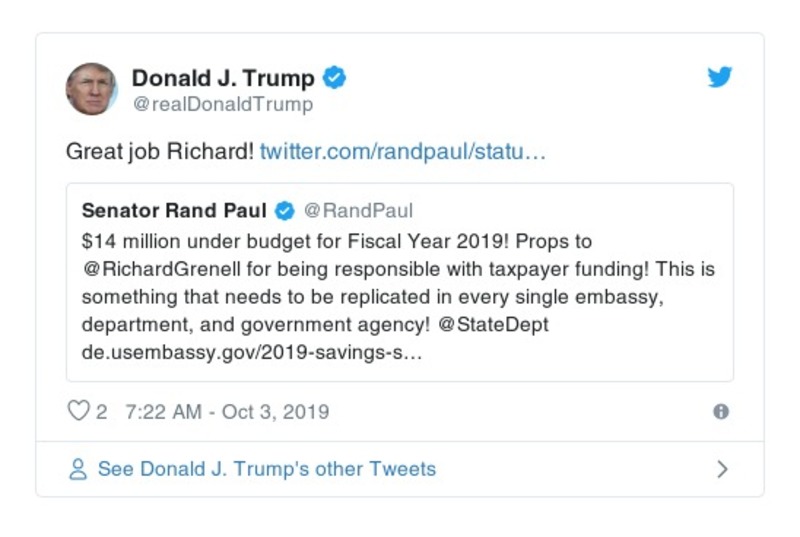 Donald J. Trump
@realDonaldTrump
Great job Richard! twitter.com/randpaul/statu…
Senator Rand Paul @RandPaul
$14 million under budget for Fiscal Year 2019! Props to
@RichardGrenell for being responsible with taxpayer funding! This is
something that needs to be replicated in every single embassy,
department, and government agency! @StateDept
de.usembassy.gov/2019-savings-s…
2 7:22 AM - Oct 3, 2019
See Donald J. Trump's other Tweets